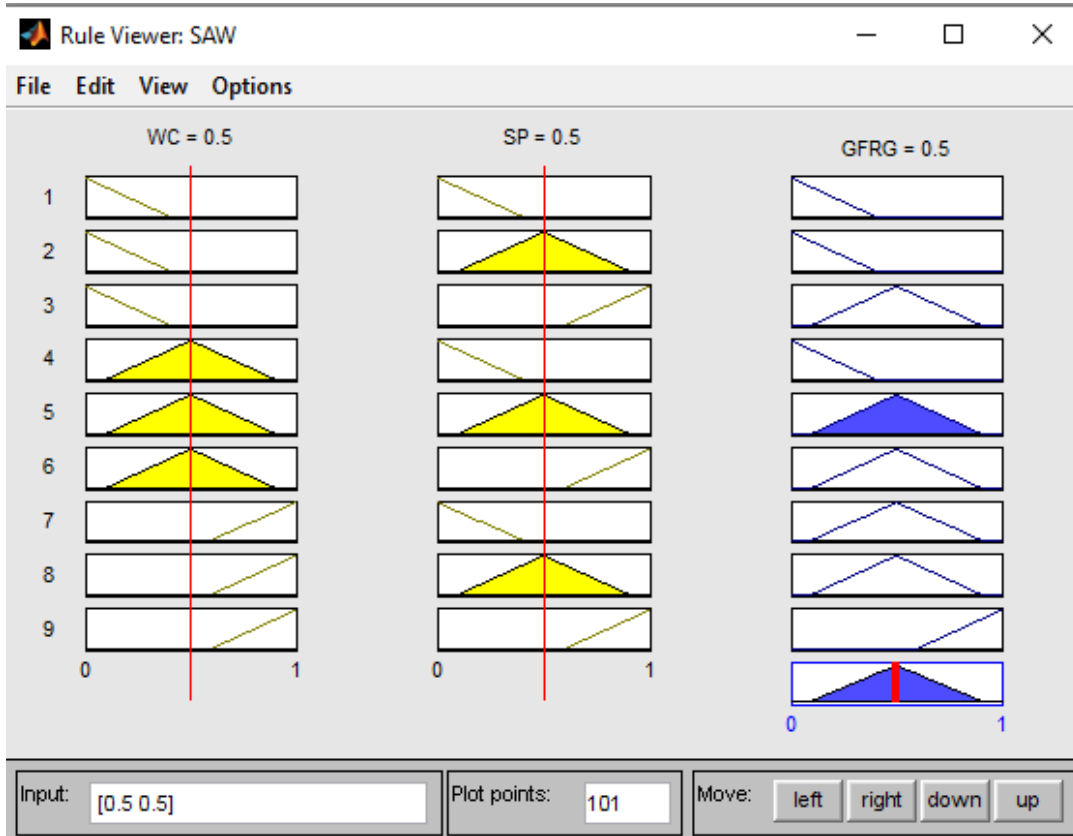 Rule Viewer: SAW
File Edit View Options
WC = 0.5 SP = 0.5 GFRG = 0.5
1
2
3
4
5
6
7
8
9
0 1 0 1
0 1
Input: [0.5 0.5] Plot points: 101 Move: left right down up